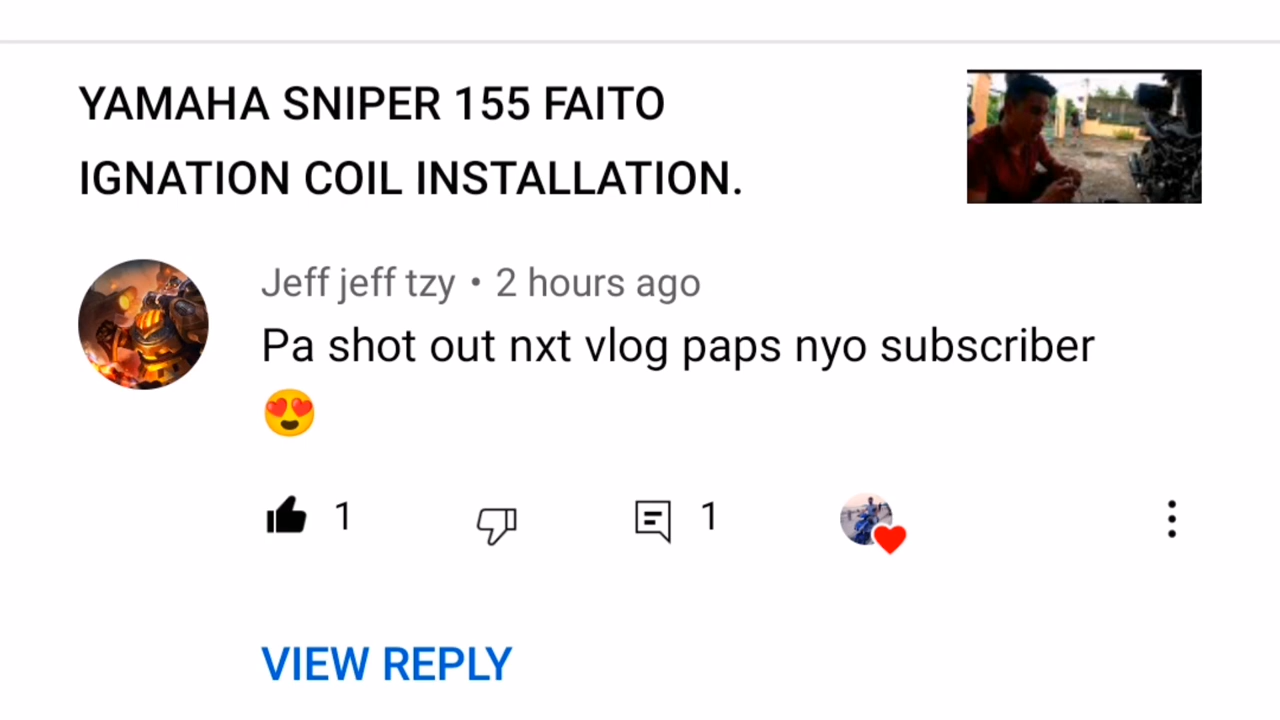 YAMAHA SNIPER 155 FAITO
IGNATION COIL INSTALLATION.
Jeff jeff tzy • 2 hours ago
Pa shot out nxt vlog paps nyo subscriber
😍
1 1
VIEW REPLY